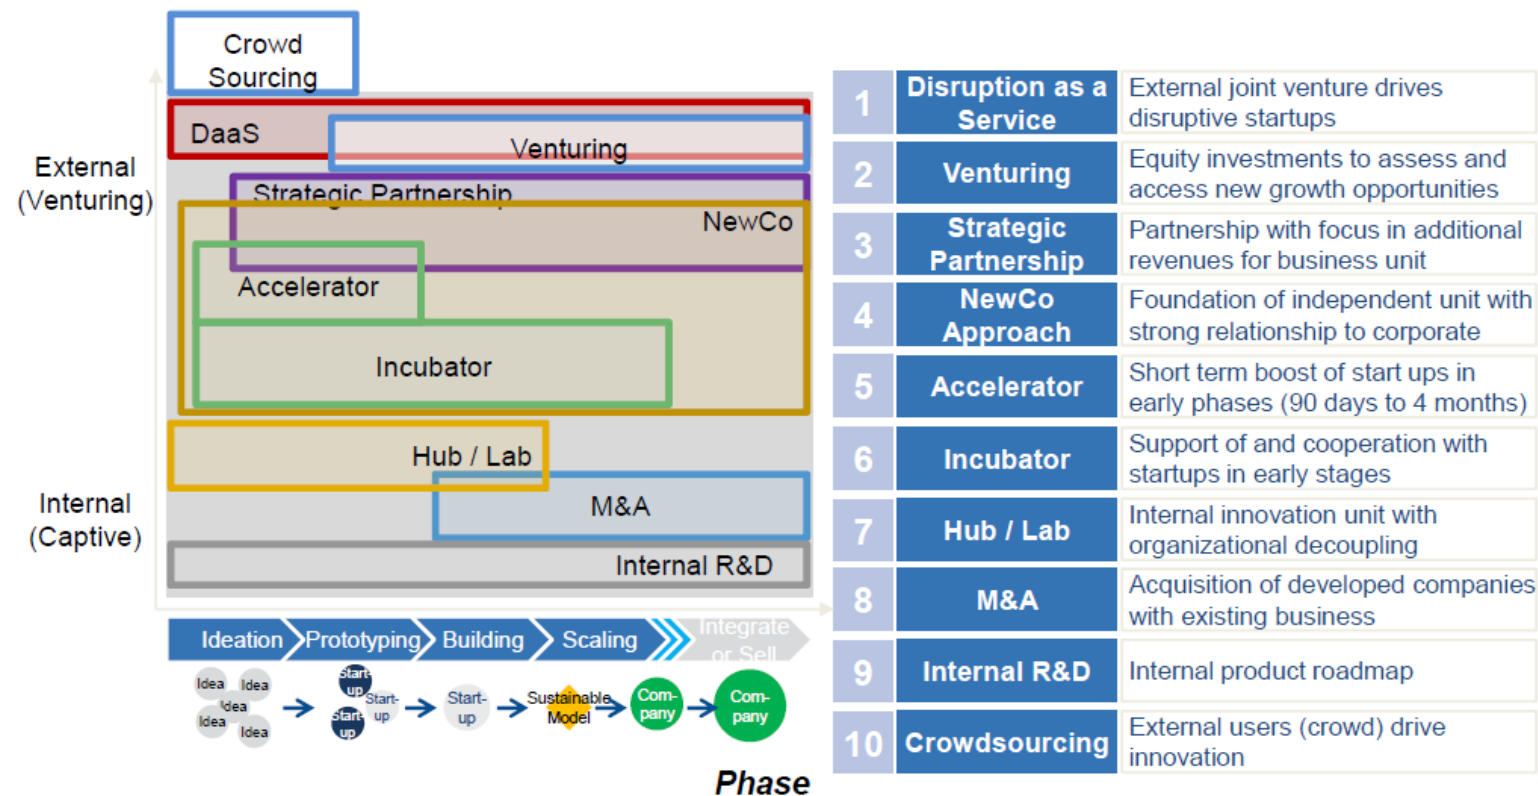 Crowd
Sourcing
DaaS
Venturing
External
(Venturing)
Strategic Partnership
NewCo
Accelerator
Incubator
Hub / Lab
Internal
(Captive)
M&A
Internal R&D
Ideation
Prototyping
Building
Scaling
Integrate
or Sell
Idea
Idea
Idea
Idea
Idea
Start-
up
Start-
up
Start-
up
Start-
up
Sustainable
Model
Com-
pany
Com-
pany
Phase
1
Disruption as a
Service
External joint venture drives
disruptive startups
2
Venturing
Equity investments to assess and
access new growth opportunities
3
Strategic
Partnership
Partnership with focus in additional
revenues for business unit
4
NewCo
Approach
Foundation of independent unit with
strong relationship to corporate
5
Accelerator
Short term boost of start ups in
early phases (90 days to 4 months)
6
Incubator
Support of and cooperation with
startups in early stages
7
Hub / Lab
Internal innovation unit with
organizational decoupling
8
M&A
Acquisition of developed companies
with existing business
9
Internal R&D
Internal product roadmap
10
Crowdsourcing
External users (crowd) drive
innovation